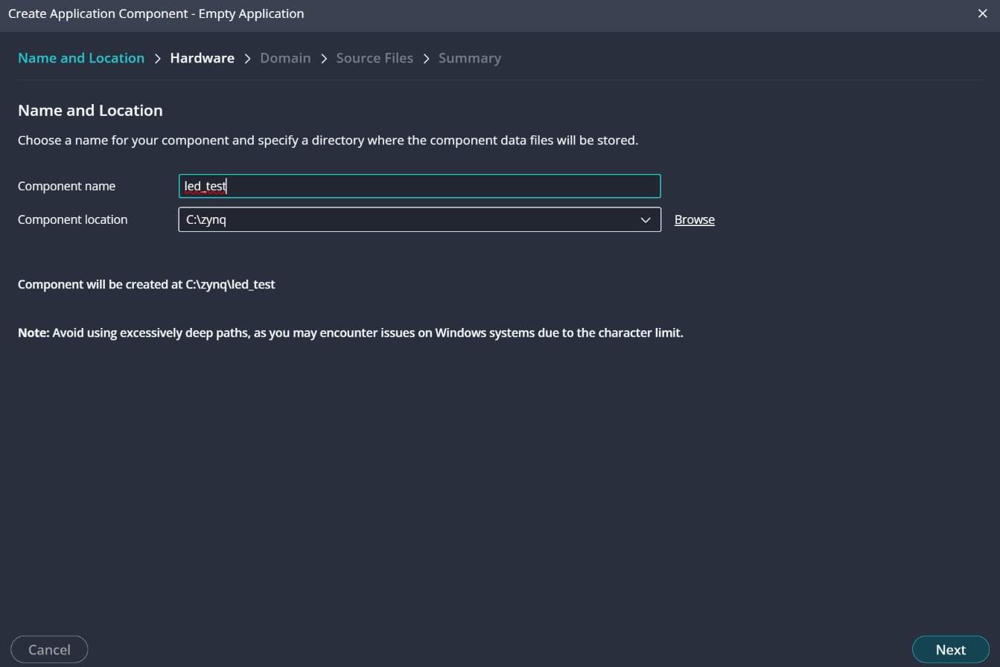 Create Application Component - Empty Application
Name and Location > Hardware > Domain > Source Files > Summary
Name and Location
Choose a name for your component and specify a directory where the component data files will be stored.
Component name led_test
Component location C:\zynq Browse
Component will be created at C:\zynq\led_test
Note: Avoid using excessively deep paths, as you may encounter issues on Windows systems due to the character limit.
Cancel Next